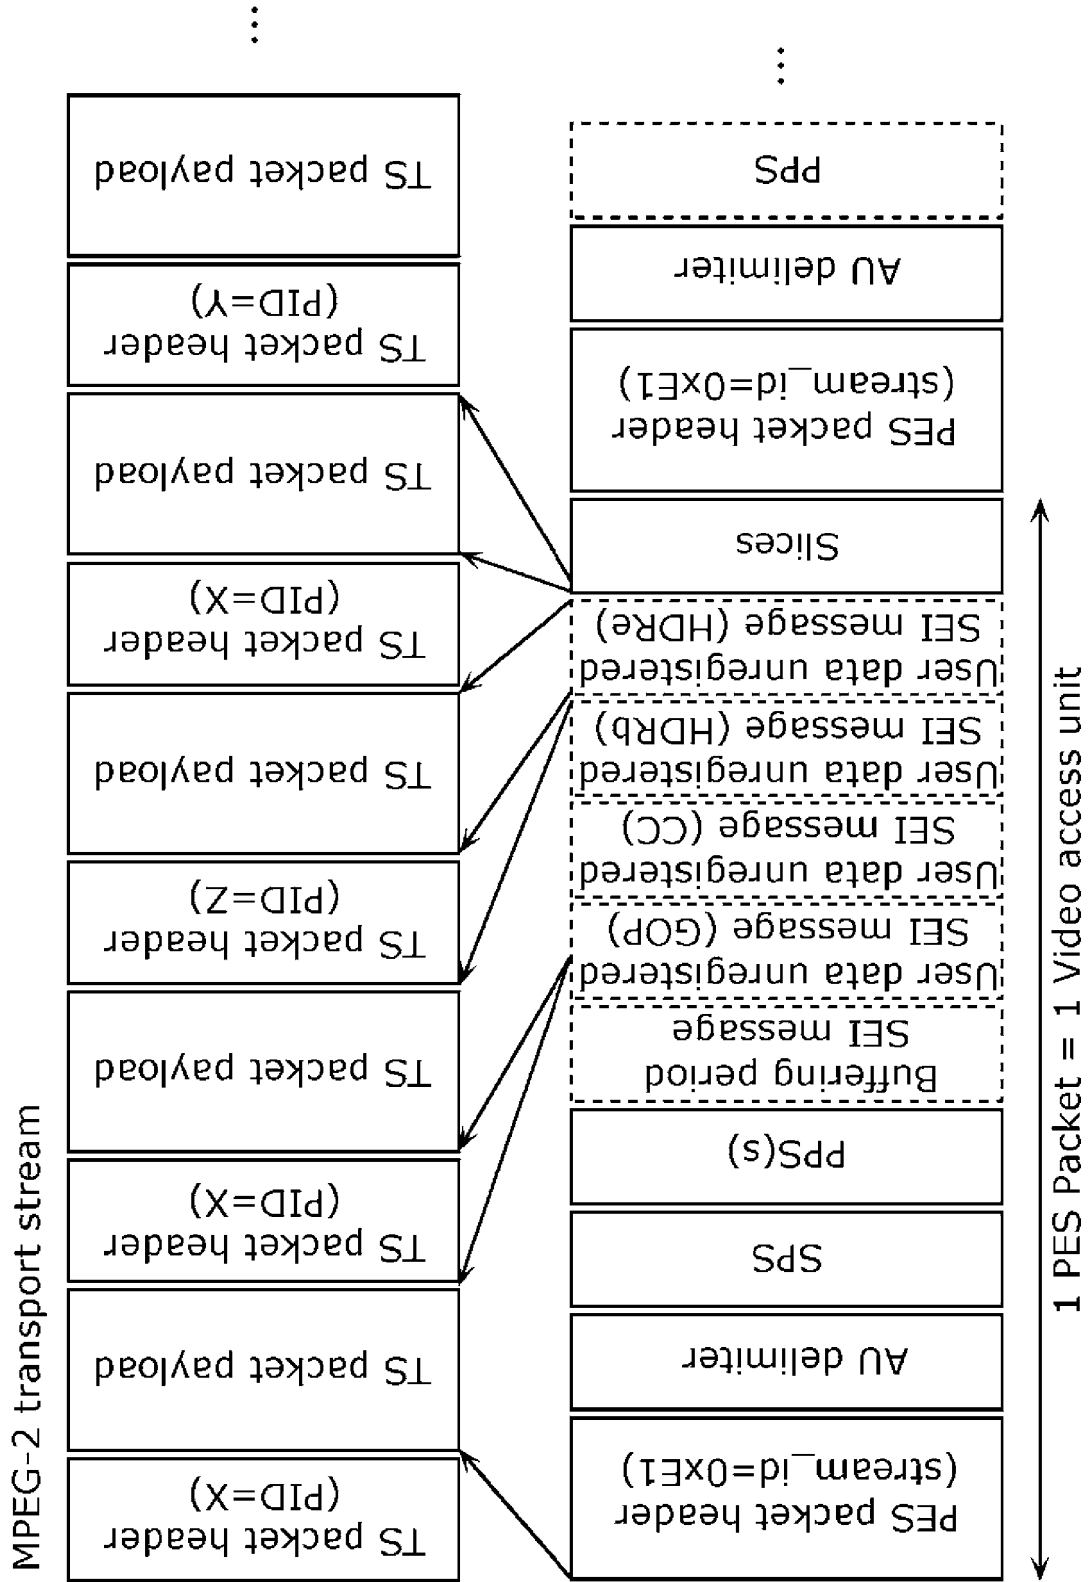 MPEG-2 transport stream
TS packet header
(PID=X)
TS packet payload
TS packet header
(PID=X)
TS packet payload
TS packet header
(PID=Z)
TS packet payload
TS packet header
(PID=X)
TS packet payload
TS packet header
(PID=Y)
TS packet payload
...
PES packet header
(stream_id=0xE1)
AU delimiter
SPS
PPS(s)
Buffering period
SEI message
User data unregistered
SEI message (GOP)
User data unregistered
SEI message (CC)
User data unregistered
SEI message (HDRb)
User data unregistered
SEI message (HDRe)
Slices
PES packet header
(stream_id=0xE1)
AU delimiter
PPS
...
1 PES Packet = 1 Video access unit